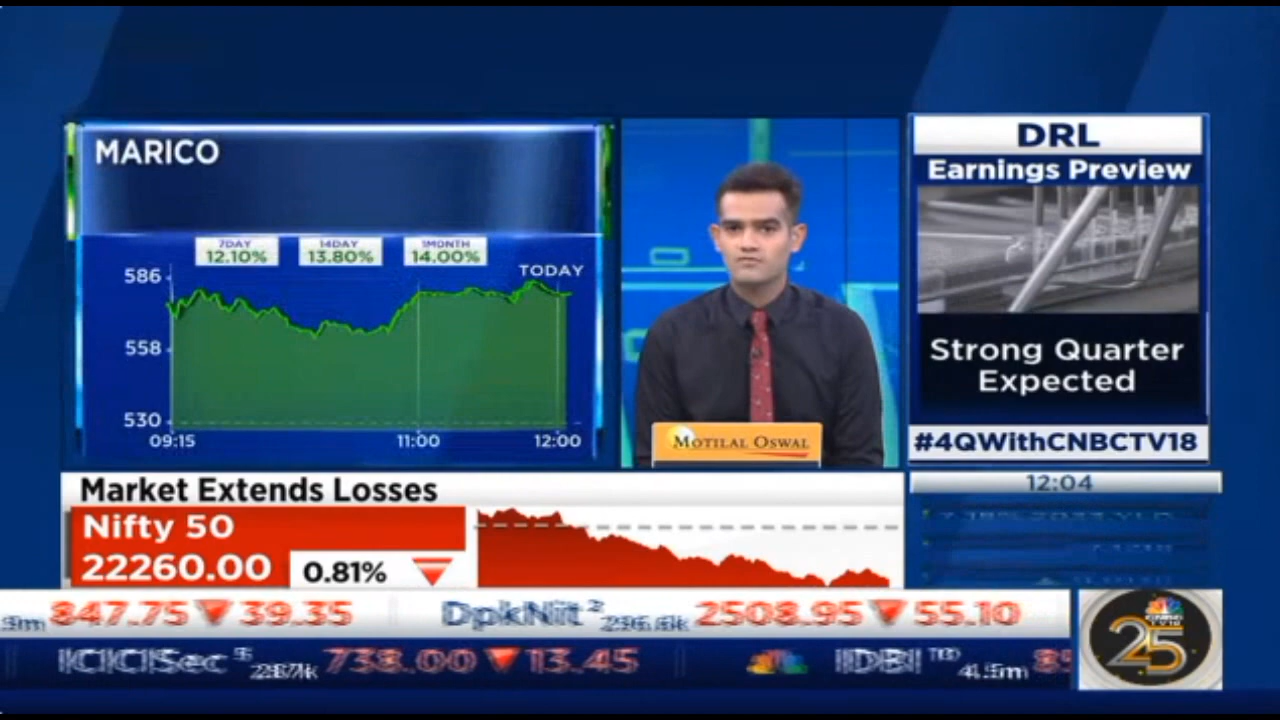 MARICO
7DAY
12.10%
14DAY
13.80%
1MONTH
14.00%
TODAY
586
558
530
09:15
11:00
12:00
MOTILAL OSWAL
DRL
Earnings Preview
Strong Quarter
Expected
#4QWithCNBCTV18
12:04
Market Extends Losses
Nifty 50
22260.00
0.81%
847.75 ▼ 39.35
DpkNit 2508.95 ▼ 55.10
ICICISec 738.00 ▼ 13.45
IDBI
25